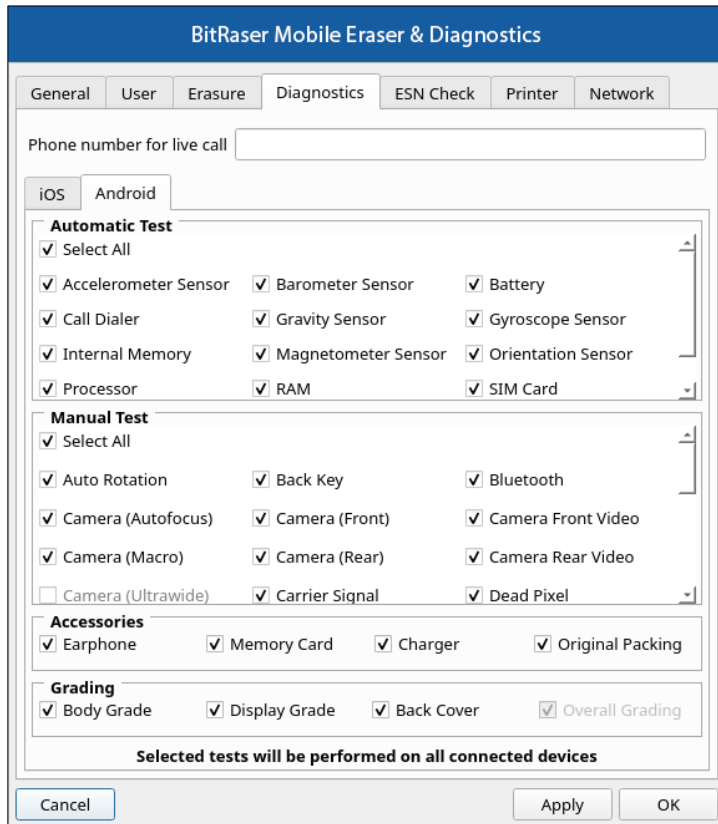 BitRaser Mobile Eraser & Diagnostics
General User Erasure Diagnostics ESN Check Printer Network
Phone number for live call
iOS Android
Automatic Test
Select All
Accelerometer Sensor Barometer Sensor Battery
Call Dialer Gravity Sensor Gyroscope Sensor
Internal Memory Magnetometer Sensor Orientation Sensor
Processor RAM SIM Card
Manual Test
Select All
Auto Rotation Back Key Bluetooth
Camera (Autofocus) Camera (Front) Camera Front Video
Camera (Macro) Camera (Rear) Camera Rear Video
Camera (Ultrawide) Carrier Signal Dead Pixel
Accessories
Earphone Memory Card Charger Original Packing
Grading
Body Grade Display Grade Back Cover Overall Grading
Selected tests will be performed on all connected devices
Cancel Apply OK